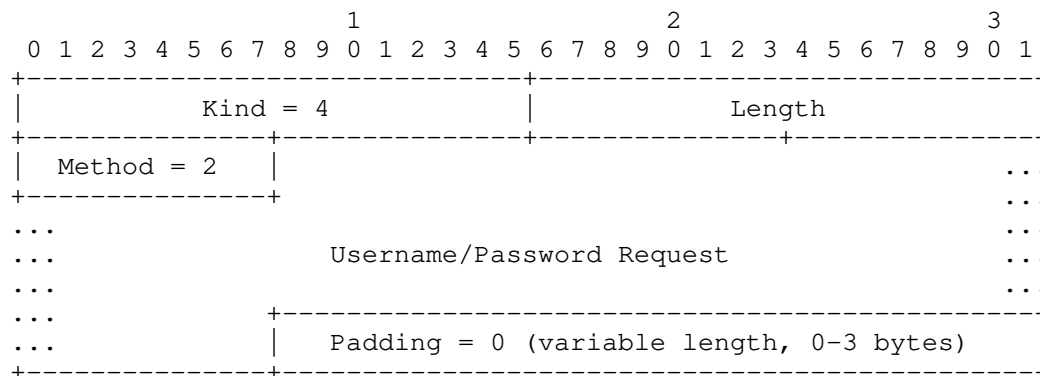 1                   2                   3
 0 1 2 3 4 5 6 7 8 9 0 1 2 3 4 5 6 7 8 9 0 1 2 3 4 5 6 7 8 9 0 1
Kind = 4 Length
Method = 2 ...
...
... ...
... Username/Password Request ...
... ...
...
... Padding = 0 (variable length, 0-3 bytes)